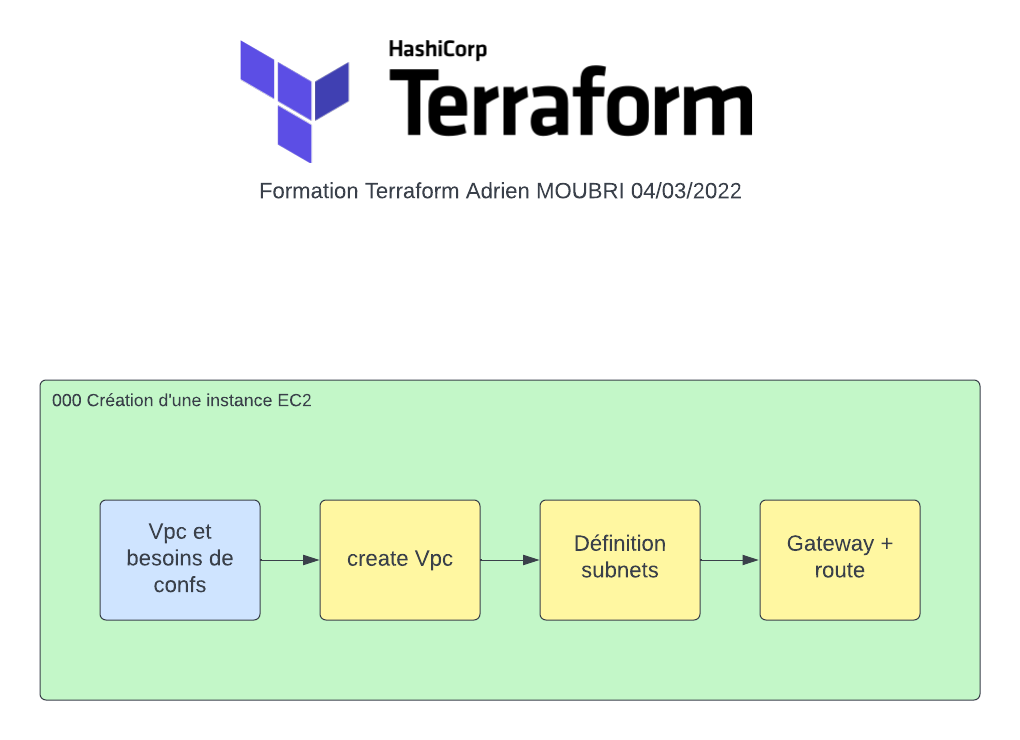 HashiCorp
Terraform
Formation Terraform Adrien MOUBRI 04/03/2022
000 Création d'une instance EC2
Vpc et
besoins de
confs
create Vpc
Définition
subnets
Gateway +
route